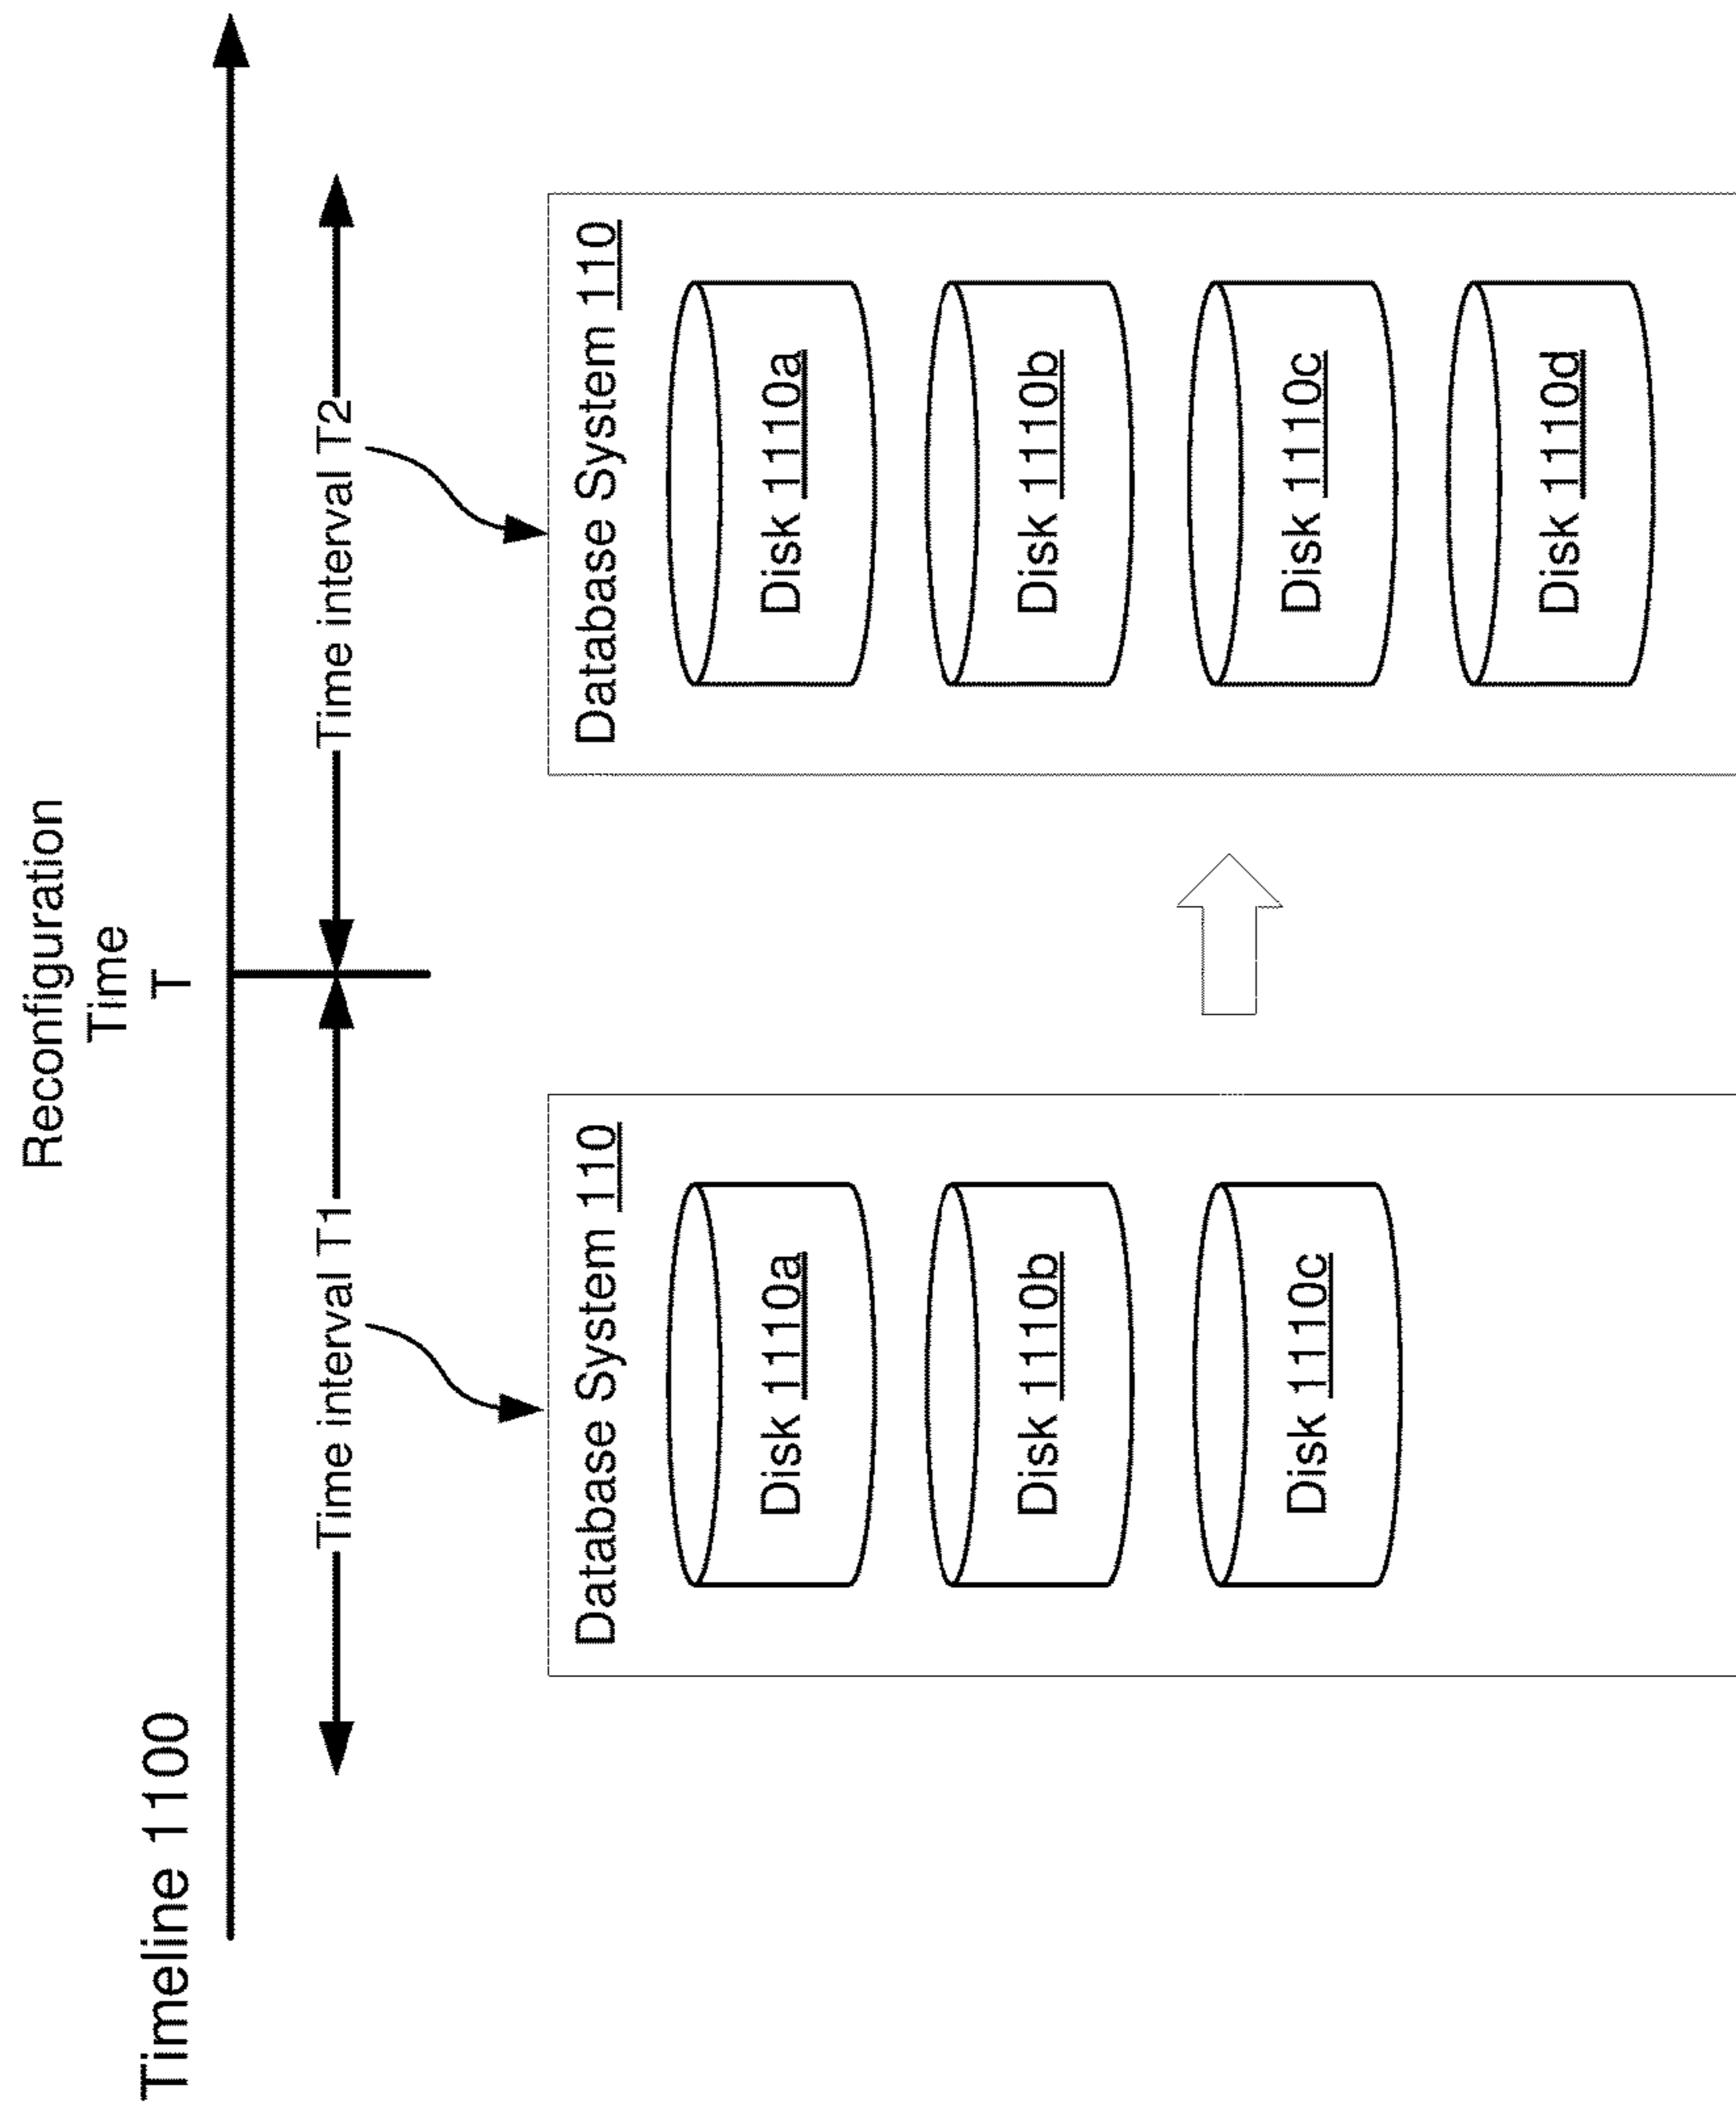 Reconfiguration
Time
T
Timeline 1100
Time interval T1
Time interval T2
Database System 110
Disk 1110a
Disk 1110b
Disk 1110c
Database System 110
Disk 1110a
Disk 1110b
Disk 1110c
Disk 1110d